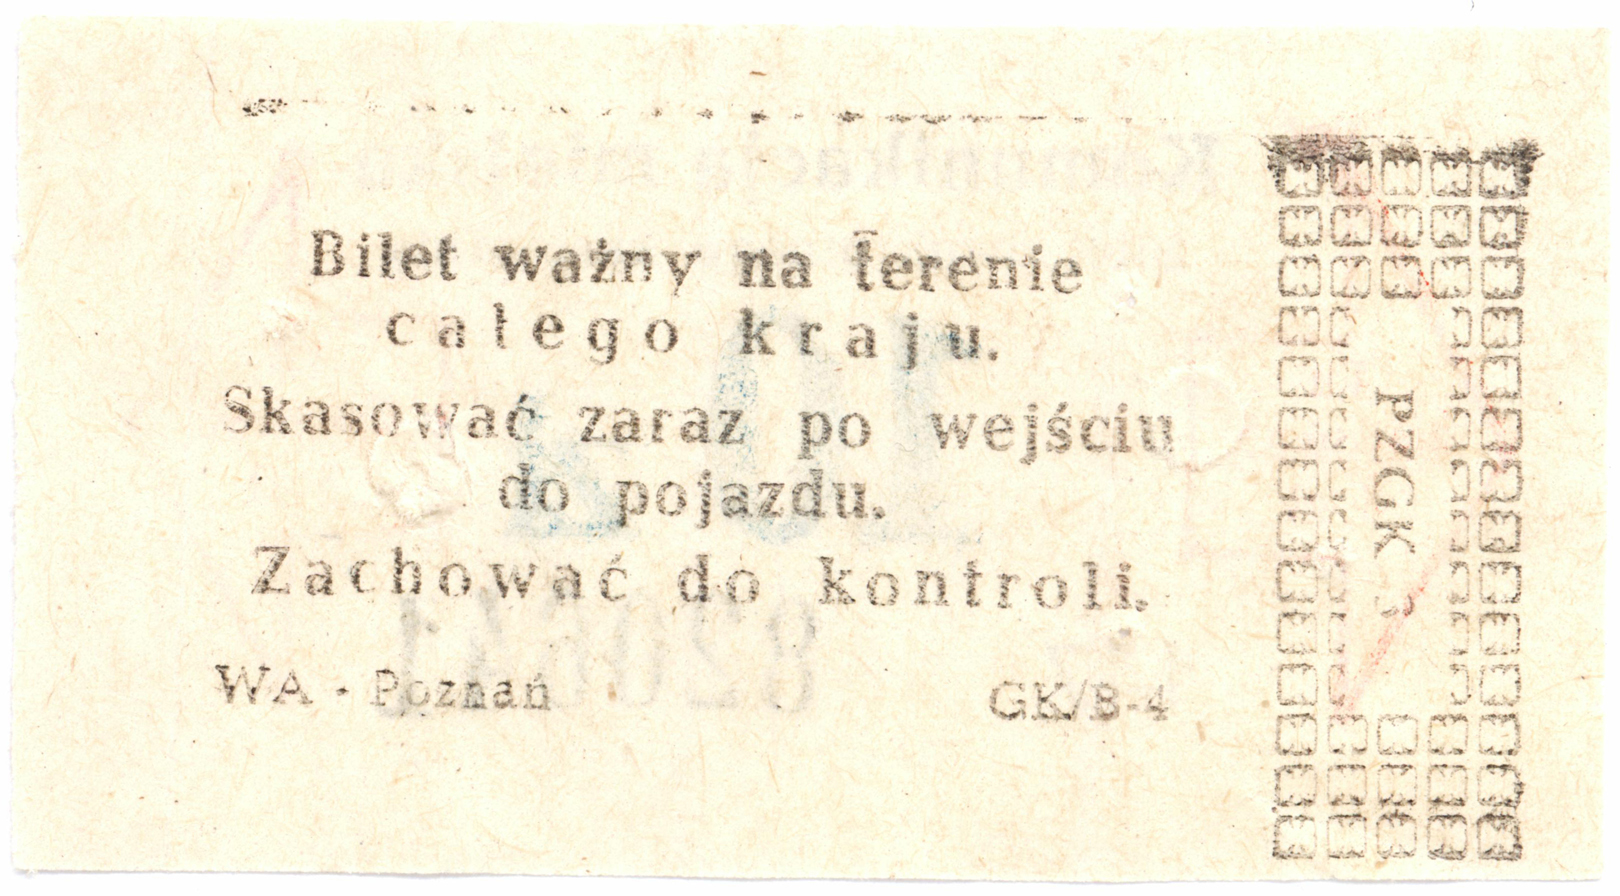 Bilet ważny na terenie
całego kraju.
Skasować zaraz po wejściu
do pojazdu.
Zachować do kontroli.
WA - Poznań
GK/B-4
PZGK